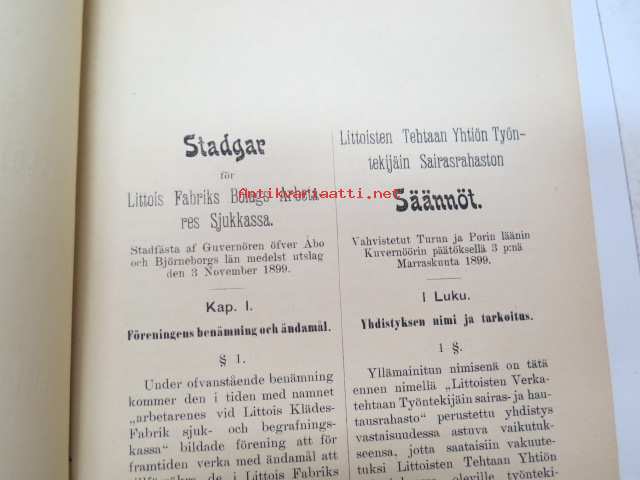 Stadgar
för
Littois Fabriks Bolags Arbeta-
res Sjukkassa.
Stadfästa af Guvernören öfver Åbo
och Björneborgs län medelst utslag
den 3 November 1899.
Kap. I.
Föreningens benämning och ändamål.
§ 1.
Under ofvanstående benämning
kommer den i tiden med namnet
„arbetarenes vid Littois Klädes-
Fabrik sjuk- och begrafnings-
kassa" bildade förening att för
framtiden verka med ändamål att
de i Littois Fabriks
Littoisten Tehtaan Yhtiön Työn-
tekijäin Sairasrahaston
Säännöt.
Vahvistetut Turun ja Porin läänin
Kuvernöörin päätöksellä 3 p:nä
Marraskuuta 1899.
I Luku.
Yhdistyksen nimi ja tarkoitus.
1 §.
Yllämainitun nimisenä on tätä
ennen nimellä „Littoisten Verka-
tehtaan Työntekijäin sairas- ja hau-
tausrahasto" perustettu yhdistys
vastaisuudessa astuva vaikutuk-
seensa, jotta saataisiin vakuute-
tuksi Littoisten Tehtaan Yhtiön
oleville työnteki-
Antikvariaatti.net